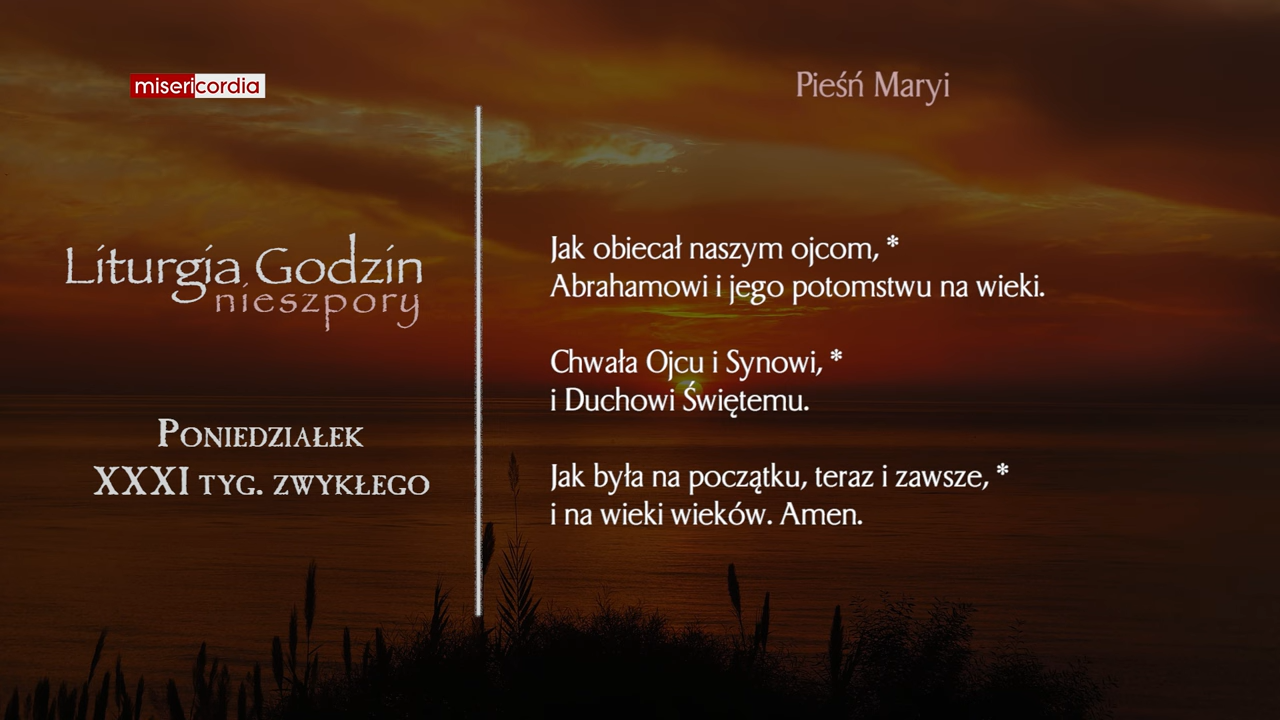 misericordia
Pieśń Maryi
Liturgia Godzin
nieszpory
Poniedziałek
XXXI tyg. zwykłego
Jak obiecał naszym ojcom, *
Abrahamowi i jego potomstwu na wieki.
Chwała Ojcu i Synowi, *
i Duchowi Świętemu.
Jak była na początku, teraz i zawsze, *
i na wieki wieków. Amen.